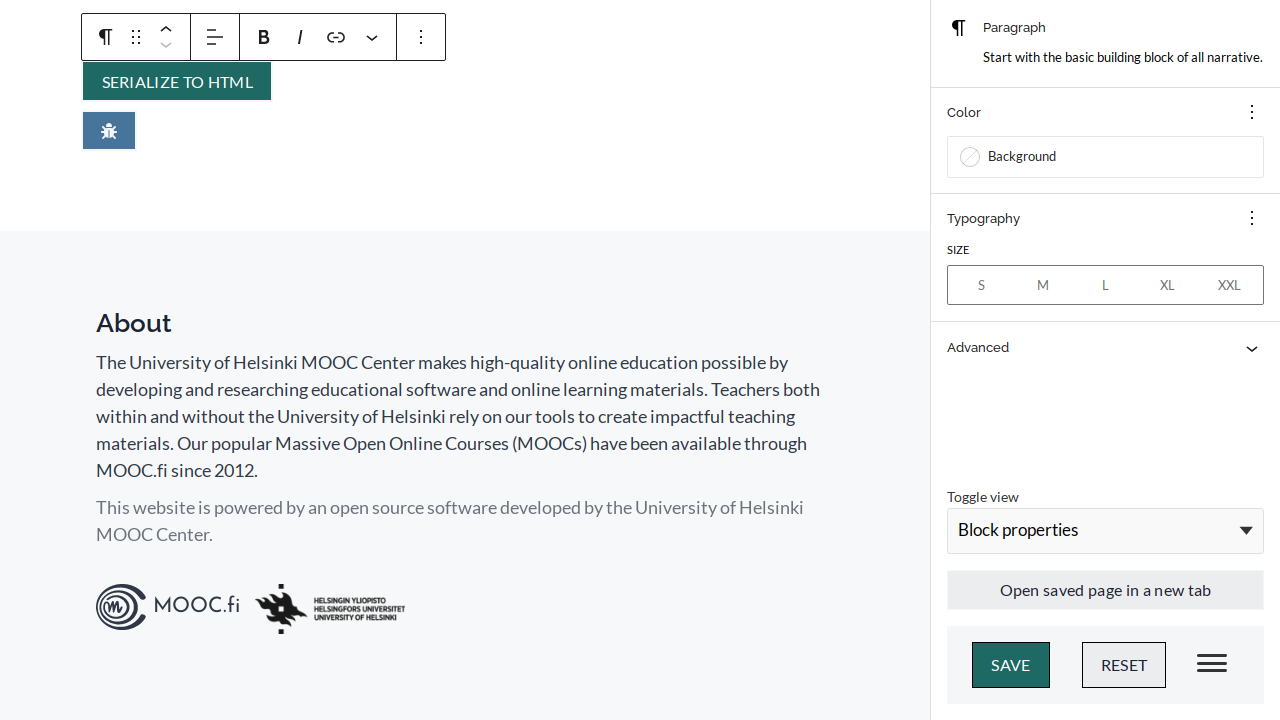 B I
SERIALIZE TO HTML
About
The University of Helsinki MOOC Center makes high-quality online education possible by
developing and researching educational software and online learning materials. Teachers both
within and without the University of Helsinki rely on our tools to create impactful teaching
materials. Our popular Massive Open Online Courses (MOOCs) have been available through
MOOC.fi since 2012.
This website is powered by an open source software developed by the University of Helsinki
MOOC Center.
MOOC.fi
HELSINGIN YLIOPISTO
HELSINGFORS UNIVERSITET
UNIVERSITY OF HELSINKI
Paragraph
Start with the basic building block of all narrative.
Color
Background
Typography
SIZE
S M L XL XXL
Advanced
Toggle view
Block properties
Open saved page in a new tab
SAVE RESET